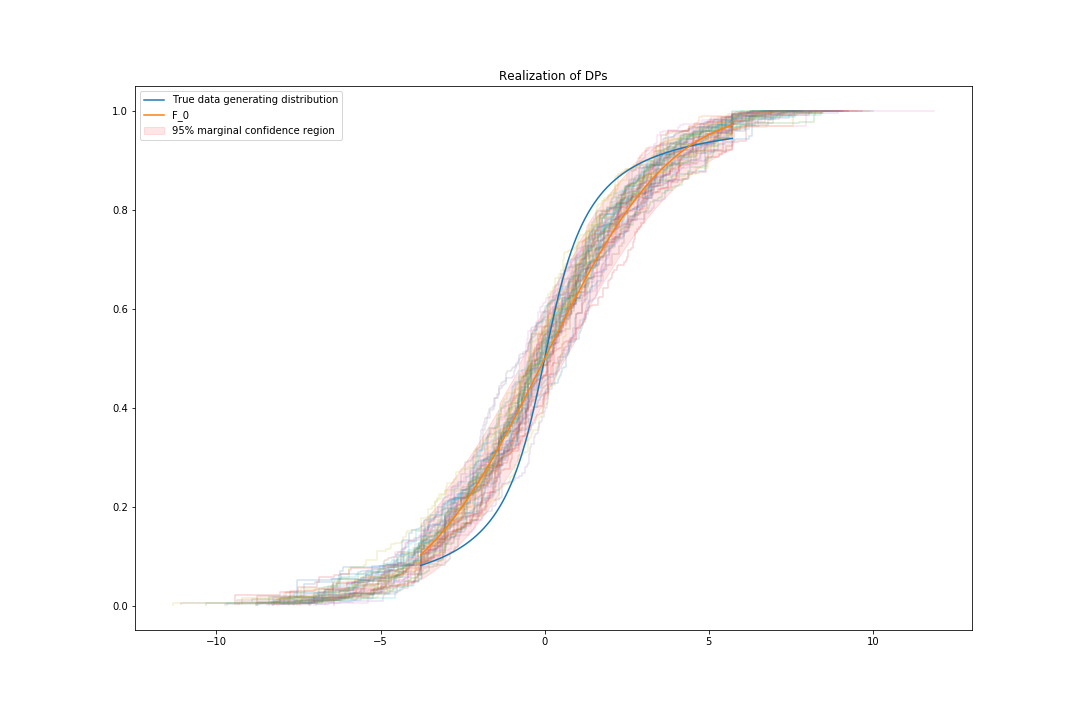 Realization of DPs
True data generating distribution
F_0
95% marginal confidence region
1.0
0.8
0.6
0.4
0.2
0.0
−10
−5
0
5
10